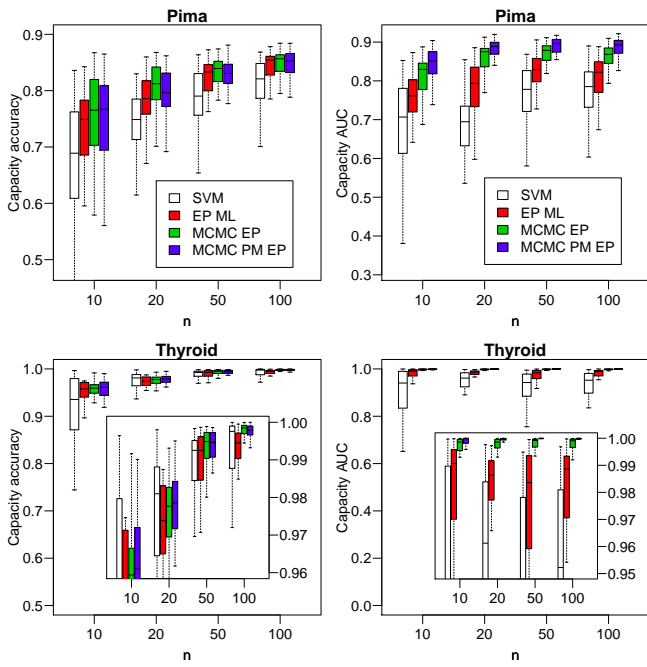 Pima
Capacity accuracy
0.9
0.8
0.7
0.6
0.5
SVM
EP ML
MCMC EP
MCMC PM EP
10 20 50 100
n
Pima
Capacity AUC
0.9
0.8
0.7
0.6
0.5
0.4
0.3
SVM
EP ML
MCMC EP
MCMC PM EP
10 20 50 100
n
Thyroid
Capacity accuracy
1.0
0.9
0.8
0.7
0.6
0.5
1.00
0.99
0.98
0.97
0.96
10 20 50 100
10 20 50 100
n
Thyroid
Capacity AUC
1.0
0.8
0.6
0.4
0.2
0.0
1.00
0.99
0.98
0.97
0.96
0.95
10 20 50 100
10 20 50 100
n